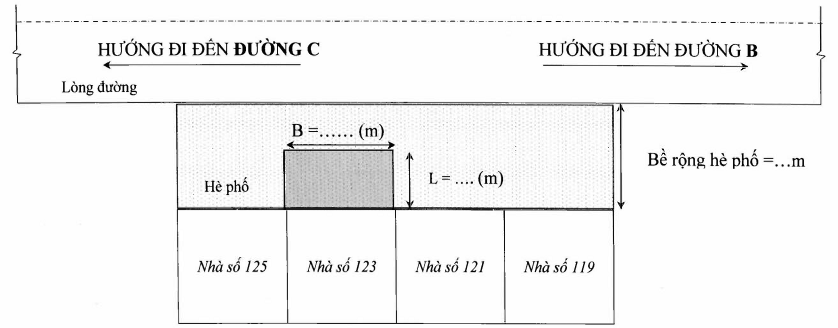 HƯỚNG ĐI ĐẾN ĐƯỜNG C
HƯỚNG ĐI ĐẾN ĐƯỜNG B
Lòng đường
B =…… (m)
L = …. (m)
Bề rộng hè phố =…m
Hè phố
Nhà số 125
Nhà số 123
Nhà số 121
Nhà số 119